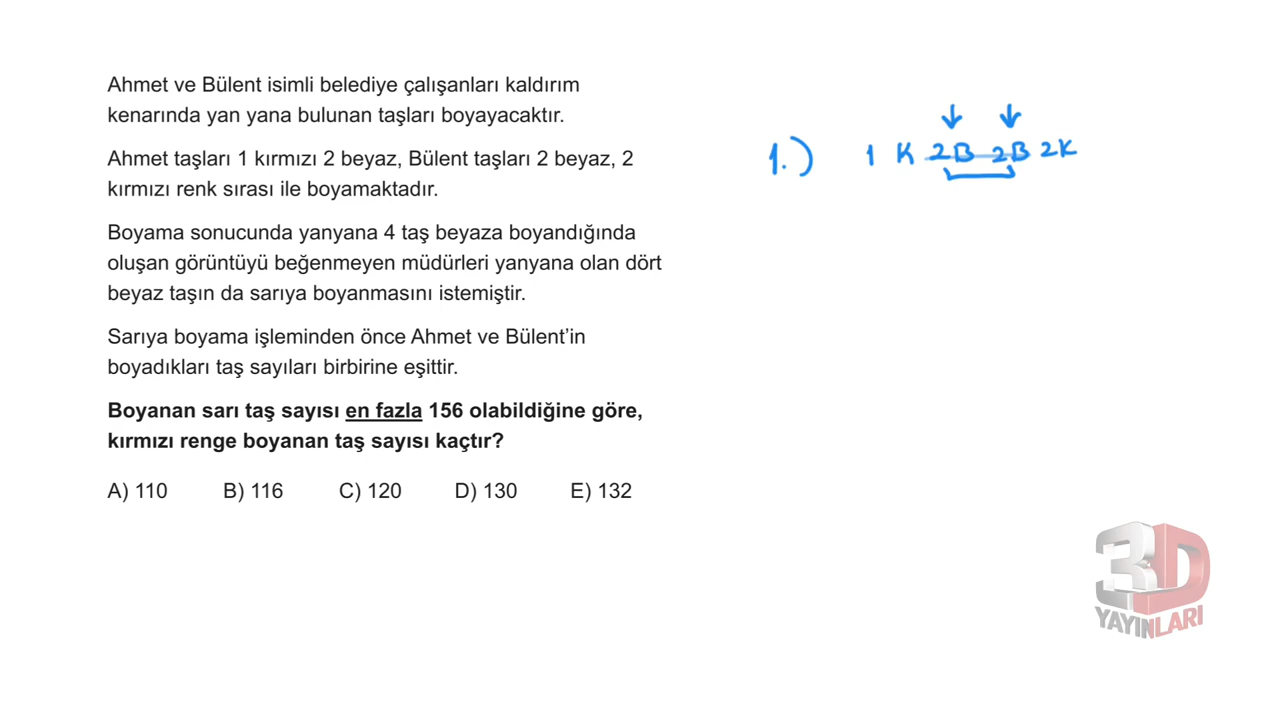 Ahmet ve Bülent isimli belediye çalışanları kaldırım
kenarında yan yana bulunan taşları boyayacaktır.
Ahmet taşları 1 kırmızı 2 beyaz, Bülent taşları 2 beyaz, 2
kırmızı renk sırası ile boyamaktadır.
Boyama sonucunda yanyana 4 taş beyaza boyandığında
oluşan görüntüyü beğenmeyen müdürleri yanyana olan dört
beyaz taşın da sarıya boyanmasını istemiştir.
Sarıya boyama işleminden önce Ahmet ve Bülent’in
boyadıkları taş sayıları birbirine eşittir.
Boyanan sarı taş sayısı en fazla 156 olabildiğine göre,
kırmızı renge boyanan taş sayısı kaçtır?
A) 110 B) 116 C) 120 D) 130 E) 132
1.) 1 K 2B 2B 2K
3D
YAYINLARI